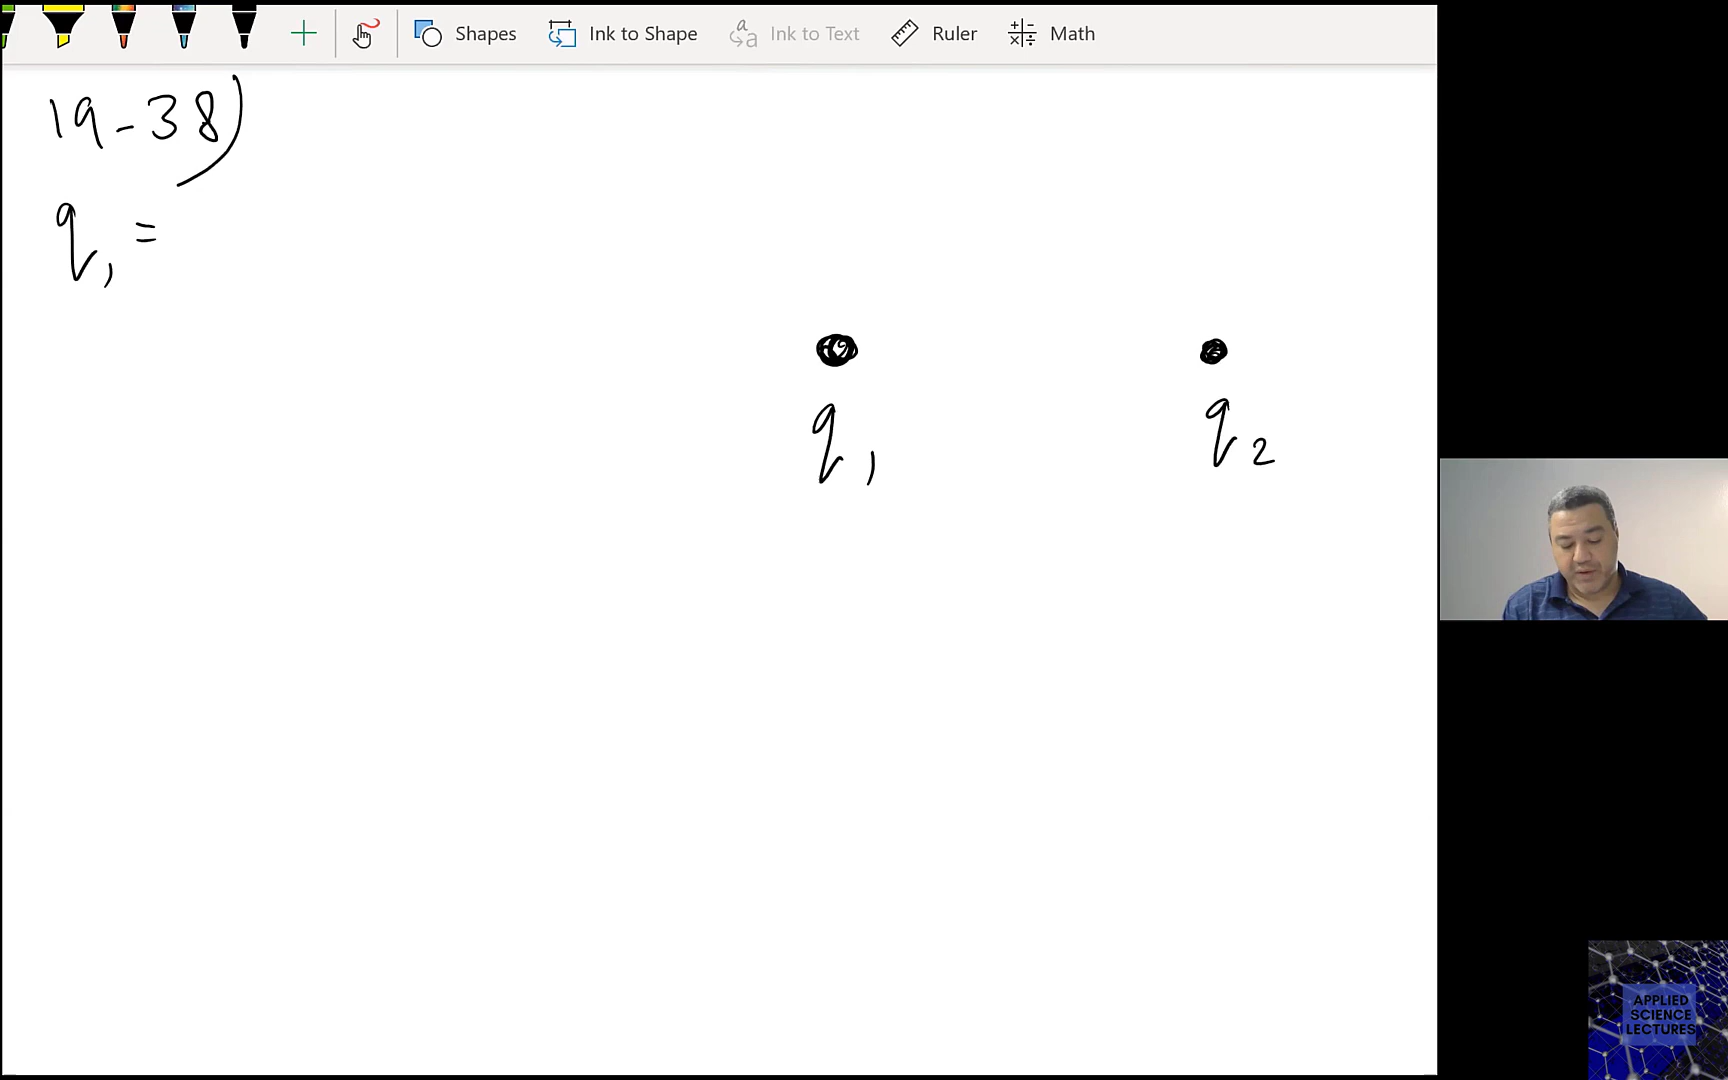 Shapes Ink to Shape Ink to Text Ruler Math
19-38)
q₁ =
q₁ q₂
APPLIED
SCIENCE
LECTURES